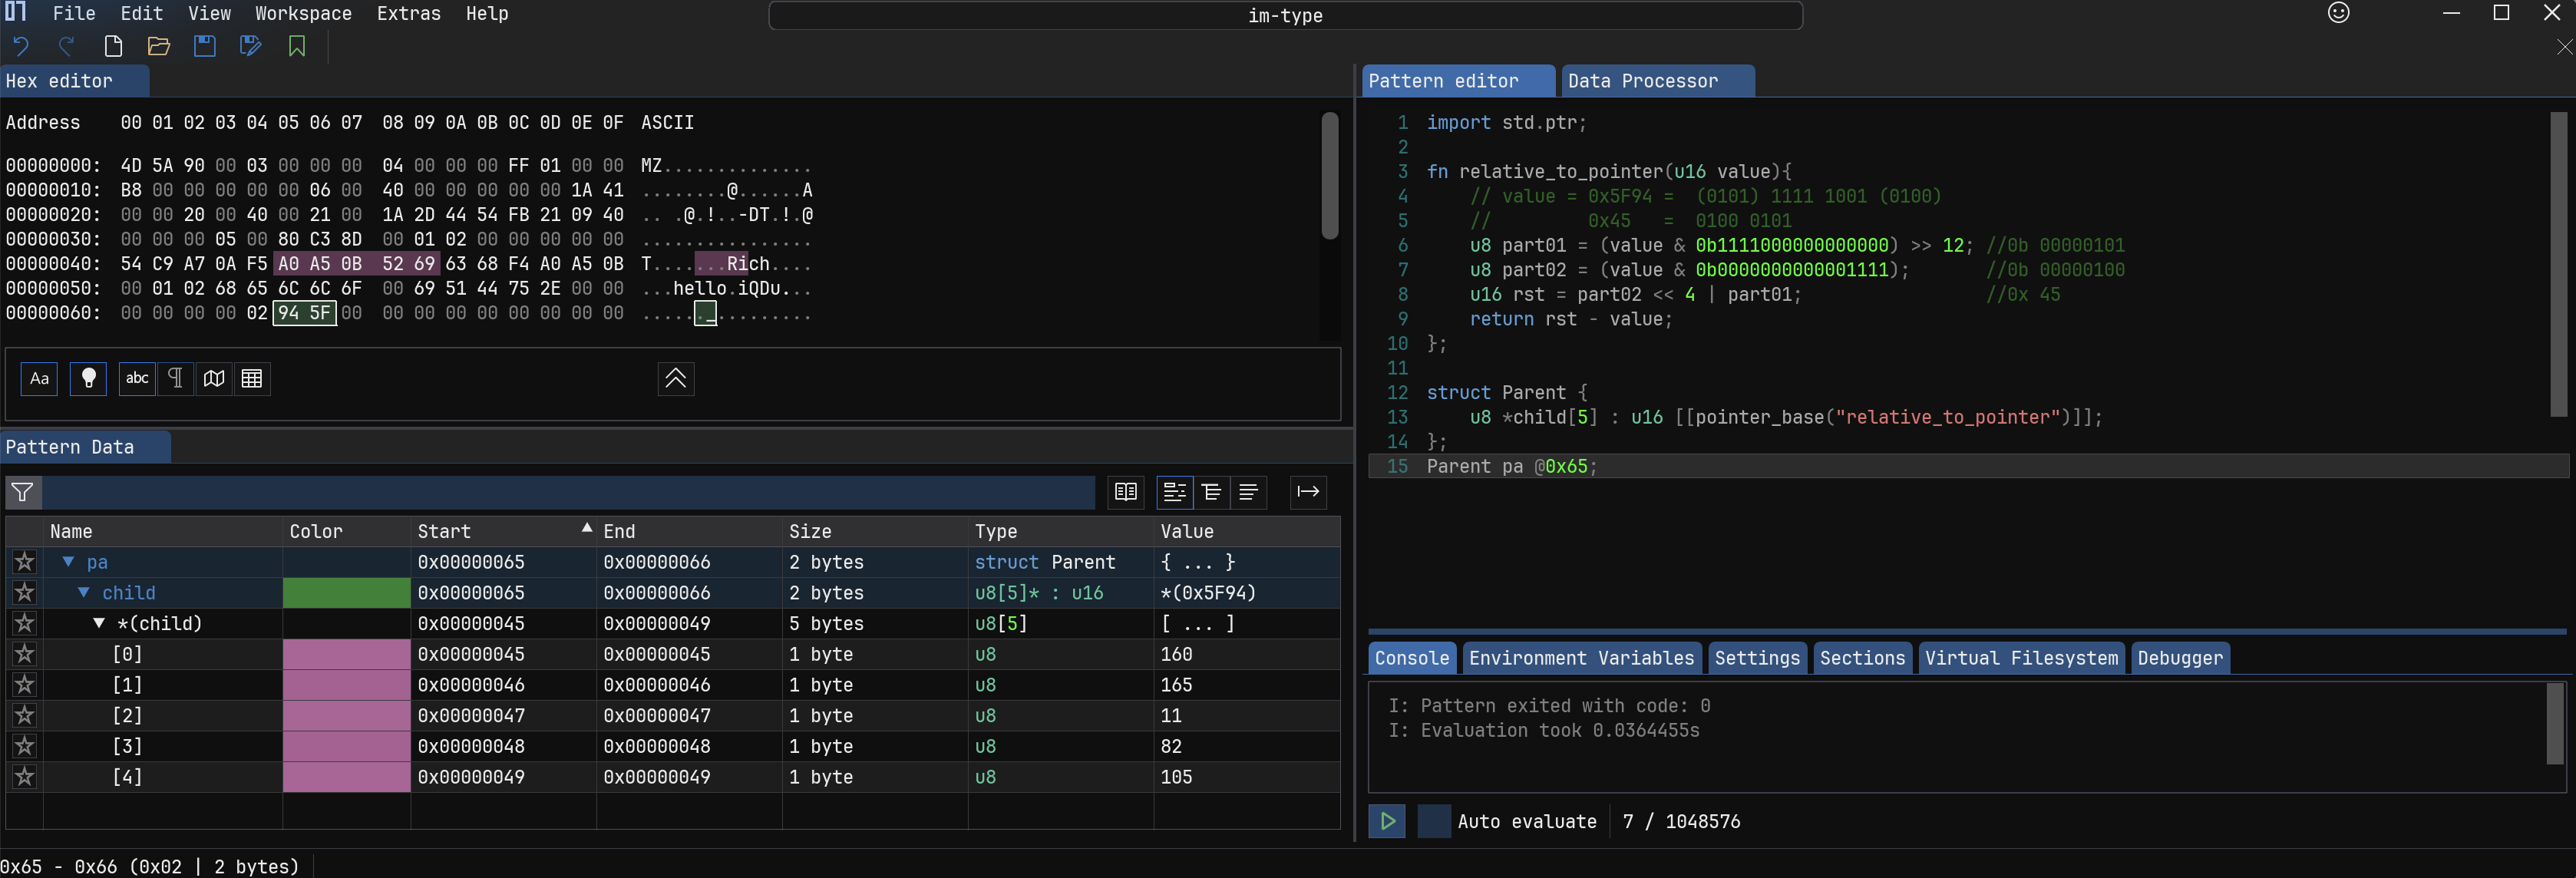 File Edit View Workspace Extras Help
im-type
Hex editor
Address 00 01 02 03 04 05 06 07 08 09 0A 0B 0C 0D 0E 0F ASCII
00000000: 4D 5A 90 00 03 00 00 00 04 00 00 00 FF 01 00 00 MZ..............
00000010: B8 00 00 00 00 00 06 00 40 00 00 00 00 00 1A 41 ........@......A
00000020: 00 00 20 00 40 00 21 00 1A 2D 44 54 FB 21 09 40 .. .@.!..-DT.!.@
00000030: 00 00 00 05 00 80 C3 8D 00 01 02 00 00 00 00 00 ................
00000040: 54 C9 A7 0A F5 A0 A5 0B 52 69 63 68 F4 A0 A5 0B T.......Rich....
00000050: 00 01 02 68 65 6C 6C 6F 00 69 51 44 75 2E 00 00 ...hello.iQDu...
00000060: 00 00 00 00 02 94 5F 00 00 00 00 00 00 00 00 00 ......_.........
Aa abc
Pattern Data
Name Color Start End Size Type Value
pa 0x00000065 0x00000066 2 bytes struct Parent { ... }
child 0x00000065 0x00000066 2 bytes u8[5]* : u16 *(0x5F94)
*(child) 0x00000045 0x00000049 5 bytes u8[5] [ ... ]
[0] 0x00000045 0x00000045 1 byte u8 160
[1] 0x00000046 0x00000046 1 byte u8 165
[2] 0x00000047 0x00000047 1 byte u8 11
[3] 0x00000048 0x00000048 1 byte u8 82
[4] 0x00000049 0x00000049 1 byte u8 105
0x65 - 0x66 (0x02 | 2 bytes)
Pattern editor Data Processor
1 import std.ptr;
2
3 fn relative_to_pointer(u16 value){
4 // value = 0x5F94 = (0101) 1111 1001 (0100)
5 // 0x45 = 0100 0101
6 u8 part01 = (value & 0b1111000000000000) >> 12; //0b 00000101
7 u8 part02 = (value & 0b0000000000001111); //0b 00000100
8 u16 rst = part02 << 4 | part01; //0x 45
9 return rst - value;
10 };
11
12 struct Parent {
13 u8 *child[5] : u16 [[pointer_base("relative_to_pointer")]];
14 };
15 Parent pa @0x65;
Console Environment Variables Settings Sections Virtual Filesystem Debugger
I: Pattern exited with code: 0
I: Evaluation took 0.0364455s
Auto evaluate 7 / 1048576